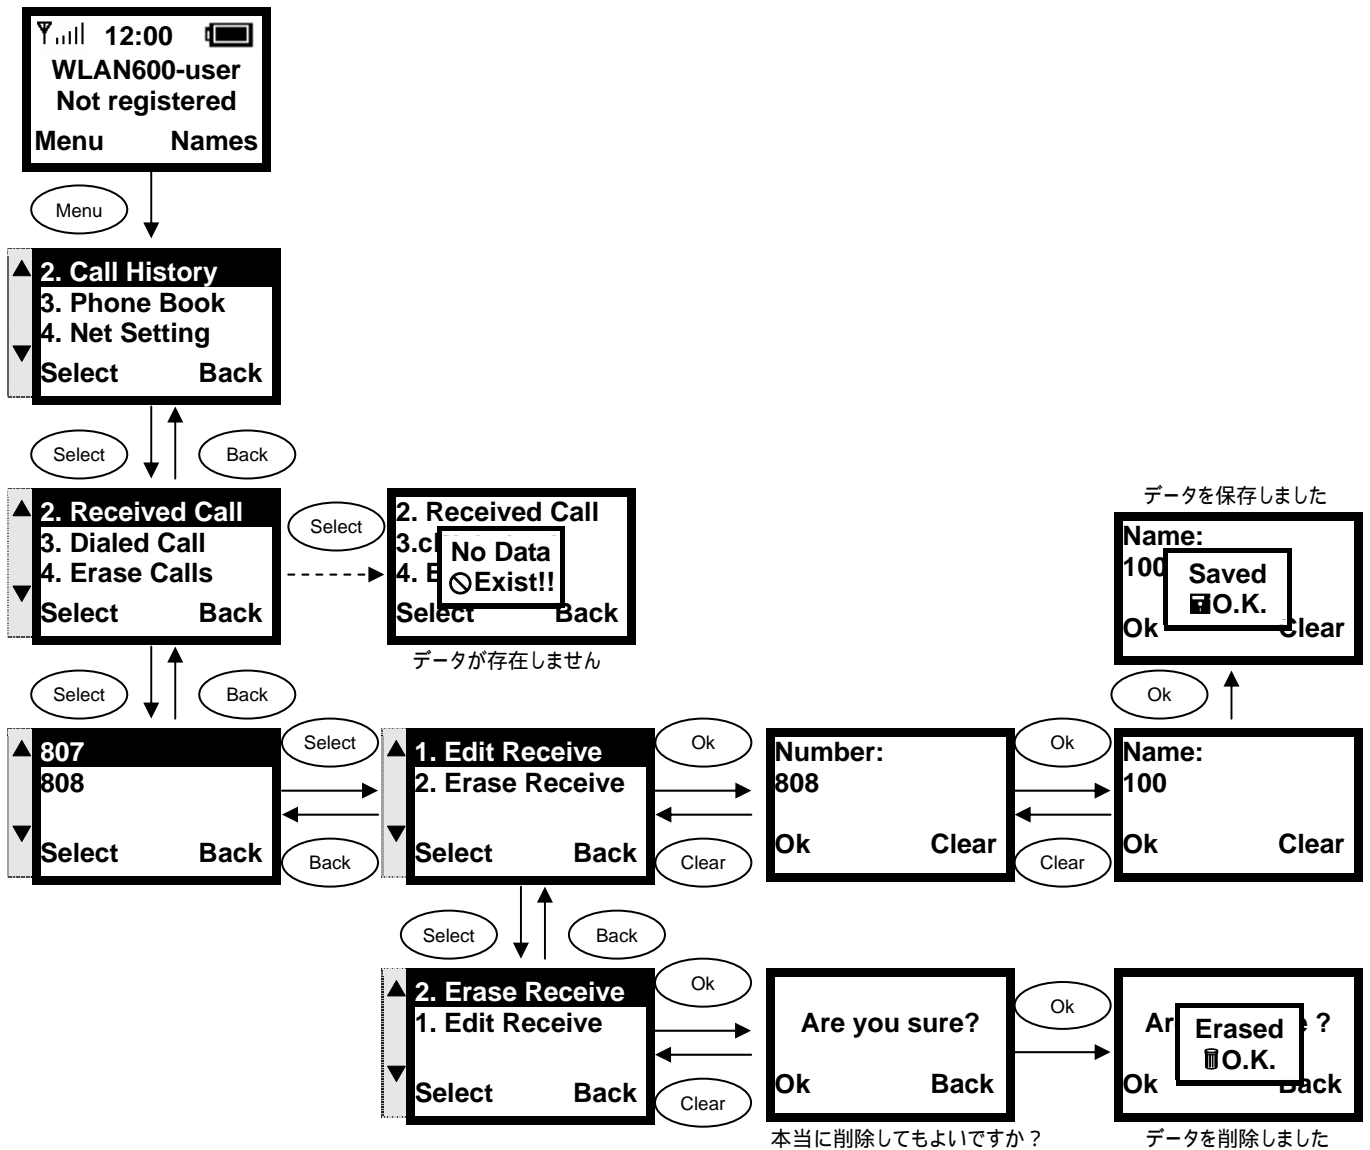 12:00
WLAN600-user
Not registered
Menu Names
Menu
2. Call History
3. Phone Book
4. Net Setting
Select Back
Select Back
2. Received Call
3. Dialed Call
4. Erase Calls
Select Back
Select
2. Received Call
3.c
4. E
No Data
Exist!!
Select Back
データが存在しません
データを保存しました
Name:
100
Saved
O.K.
Ok Clear
Ok
Select Back
807
808
Select Back
Select
Back
1. Edit Receive
2. Erase Receive
Select Back
Ok
Clear
Number:
808
Ok Clear
Ok
Clear
Name:
100
Ok Clear
Select Back
2. Erase Receive
1. Edit Receive
Select Back
Ok
Clear
Are you sure?
Ok Back
本当に削除してもよいですか？
Ok
Ar ?
Erased
O.K.
Ok Back
データを削除しました